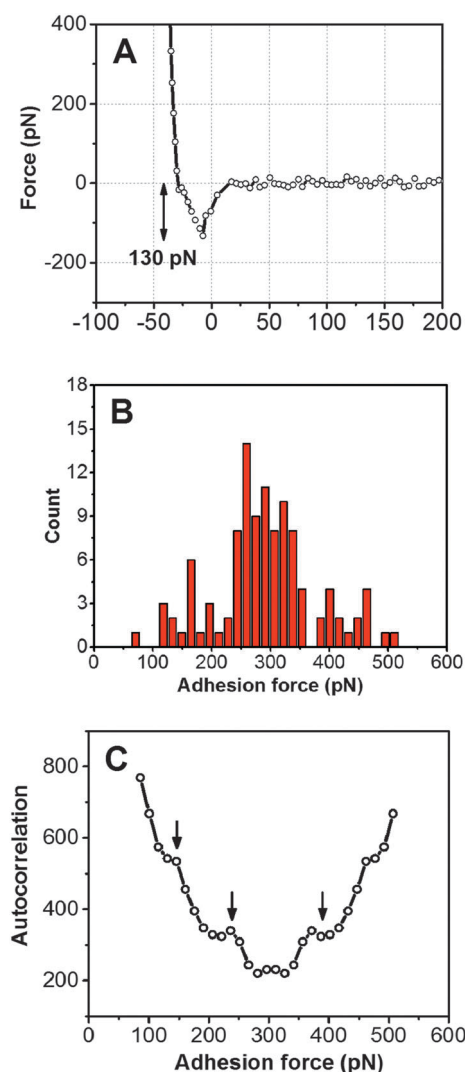 A
400
200
0
-200
Force (pN)
130 pN
-100 -50 0 50 100 150 200
B
18
15
12
9
6
3
0
Count
0 100 200 300 400 500 600
Adhesion force (pN)
C
800
600
400
200
Autocorrelation
0 100 200 300 400 500 600
Adhesion force (pN)